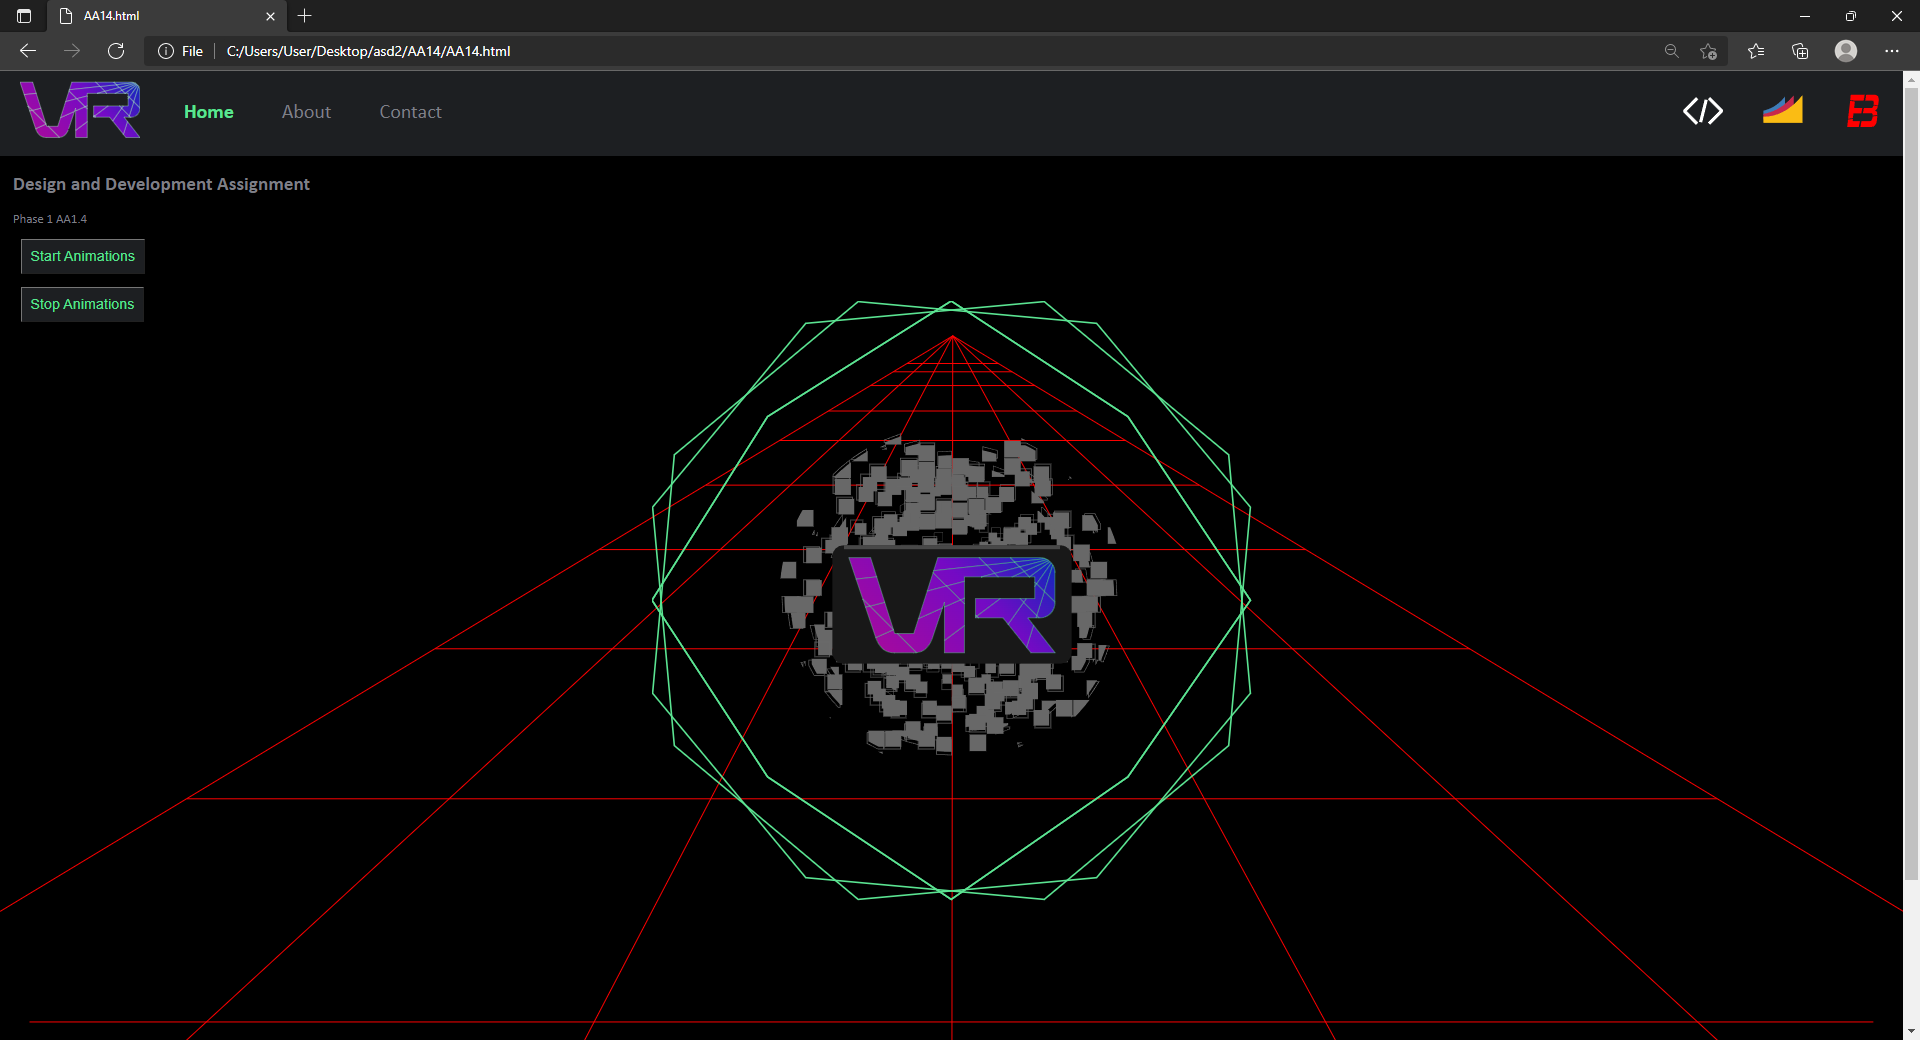 AA14.html
File
C:/Users/User/Desktop/asd2/AA14/AA14.html
VR
Home
About
Contact
</>
EB
Design and Development Assignment
Phase 1 AA1.4
Start Animations
Stop Animations
VR